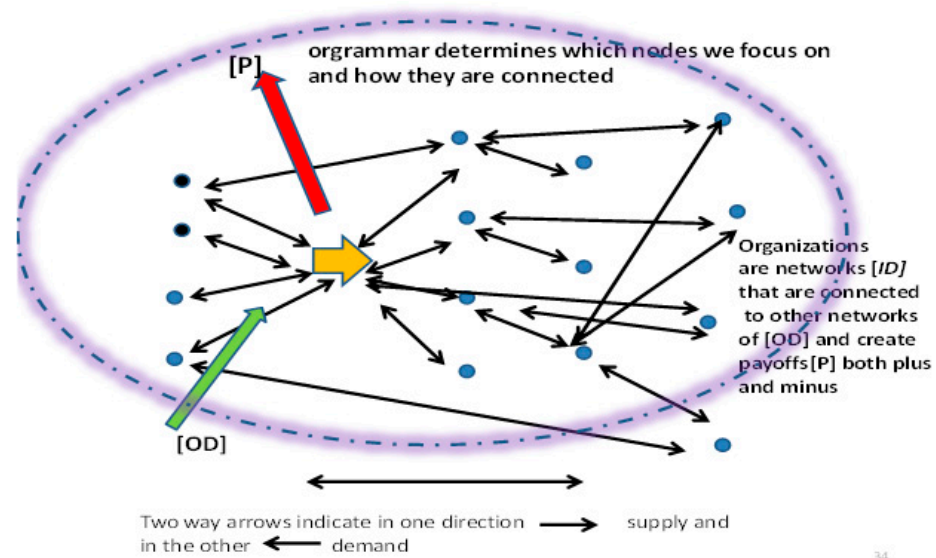 orgrammar determines which nodes we focus on
[P]
and how they are connected
Organizations
are networks [ID]
that are connected
to other networks
of [OD] and create
payoffs[P] both plus
and minus
[OD]
Two way arrows indicate in one direction supply and
in the other demand
34